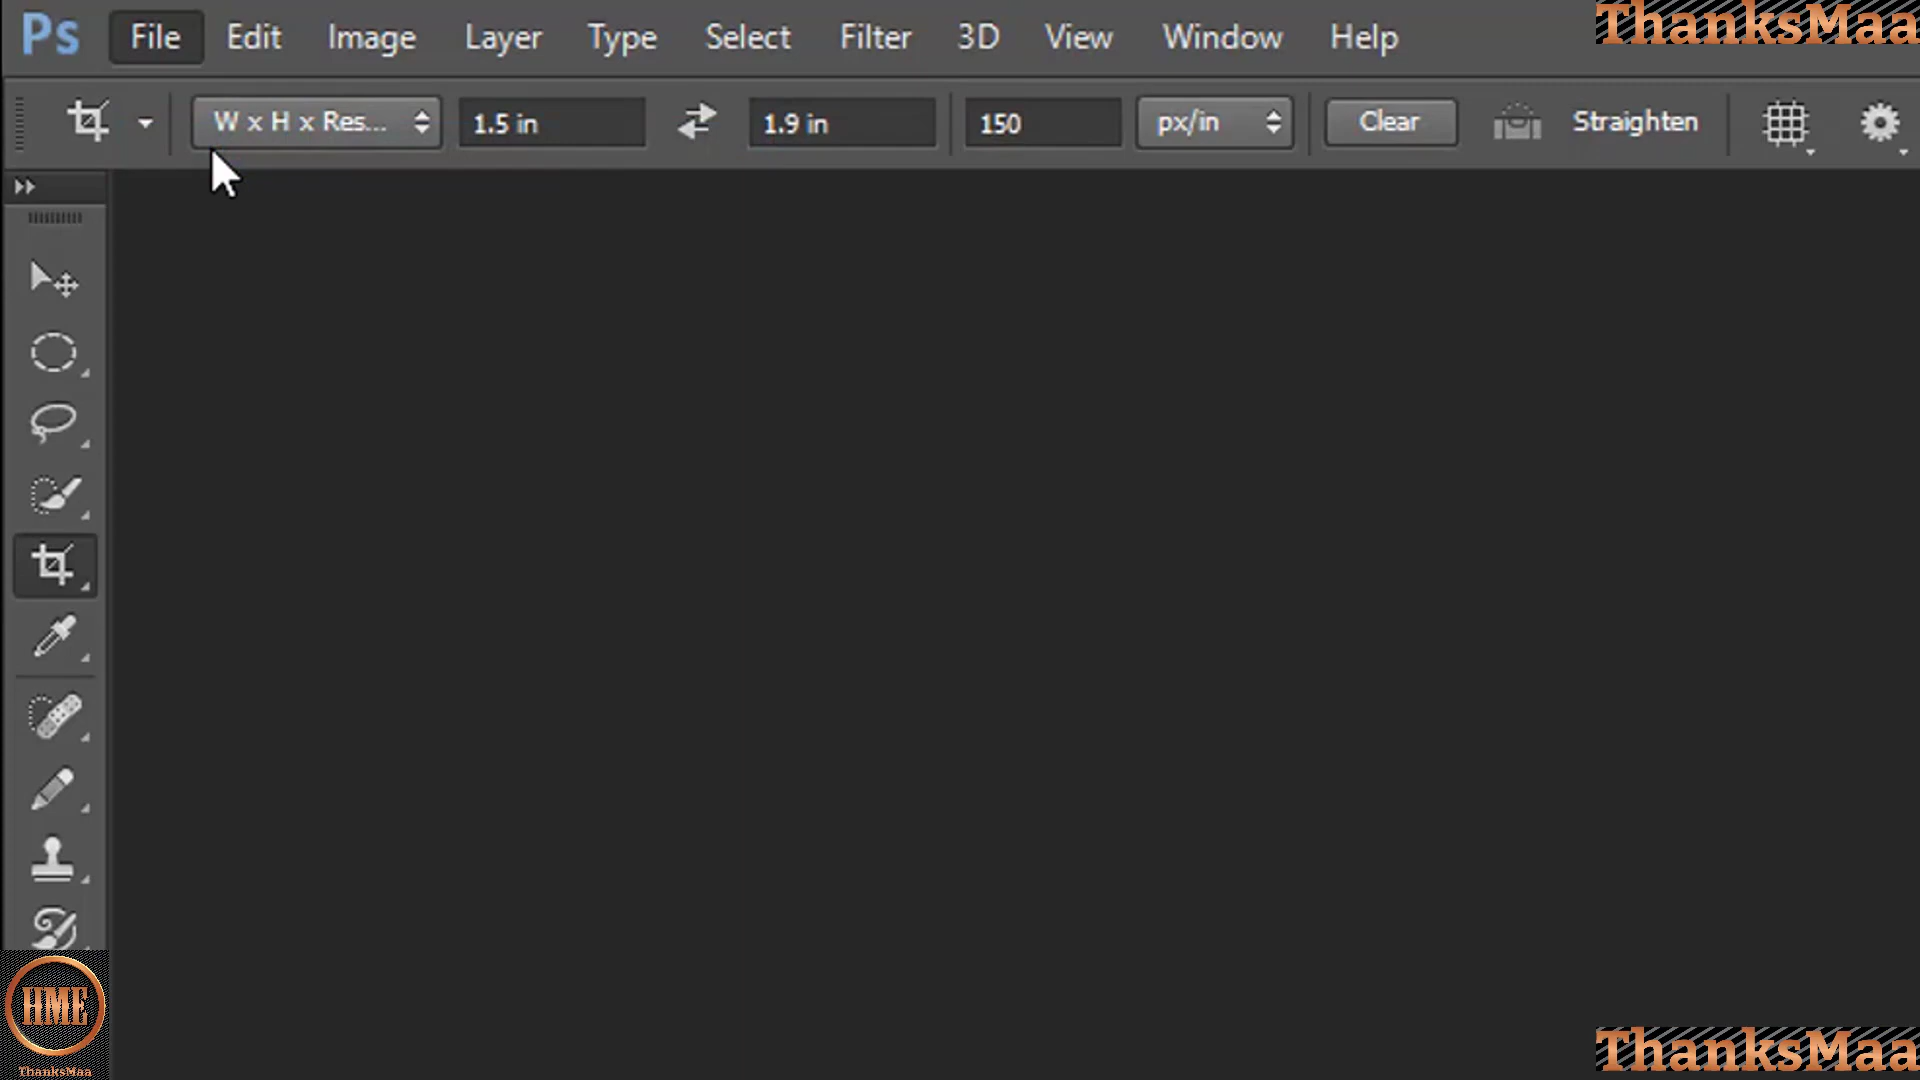 Ps File Edit Image Layer Type Select Filter 3D View Window Help
ThanksMaa
W x H x Res... 1.5 in 1.9 in 150 px/in Clear Straighten
HME
ThanksMaa
ThanksMaa